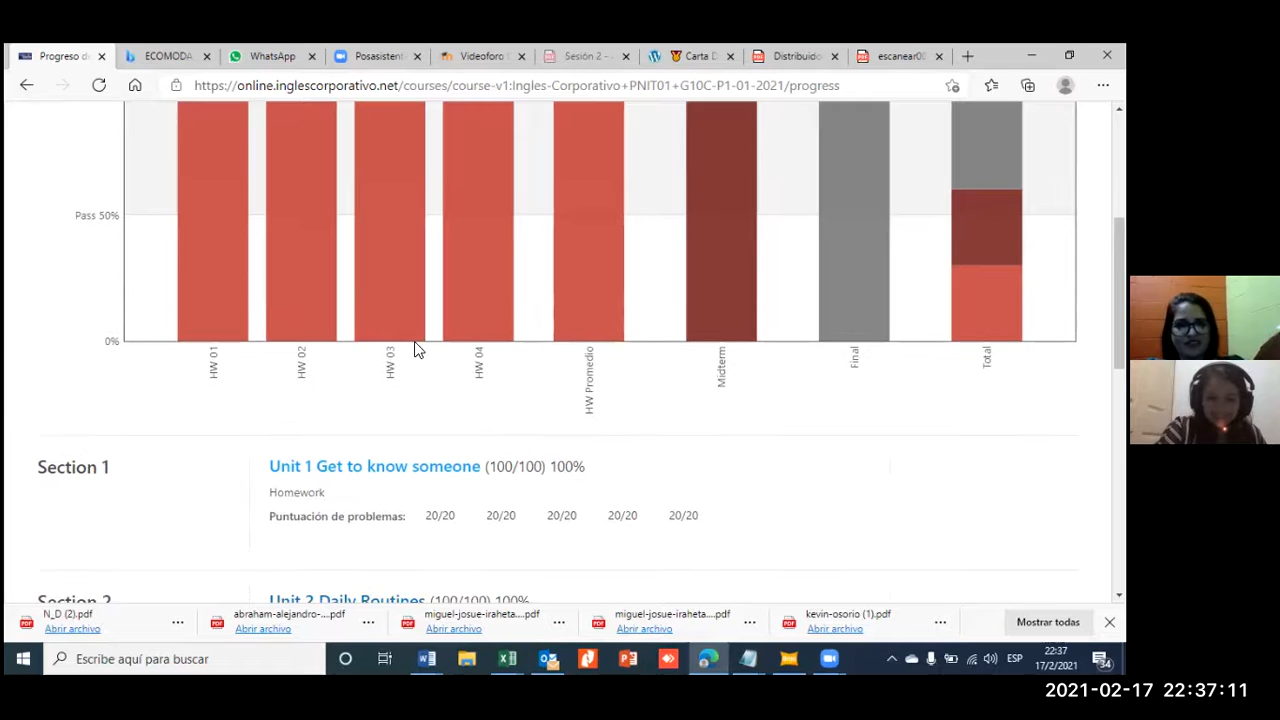 Progreso de
ECOMODA
WhatsApp
Posasistent
Videoforo
Sesión 2 -
Carta D
Distribuido
escanear0
https://online.inglescorporativo.net/courses/course-v1:Ingles-Corporativo+PNIT01+G10C-P1-01-2021/progress
Pass 50%
0%
HW 01
HW 02
HW 03
HW 04
HW Promedio
Midterm
Final
Total
Section 1
Unit 1 Get to know someone (100/100) 100%
Homework
Puntuación de problemas: 20/20 20/20 20/20 20/20 20/20
Section 2
Unit 2 Daily Routines (100/100) 100%
N_D (2).pdf
Abrir archivo
abraham-alejandro-....pdf
Abrir archivo
miguel-josue-iraheta....pdf
Abrir archivo
miguel-josue-iraheta....pdf
Abrir archivo
kevin-osorio (1).pdf
Abrir archivo
Mostrar todas
Escribe aquí para buscar
ESP
22:37
17/2/2021
34
2021-02-17 22:37:11